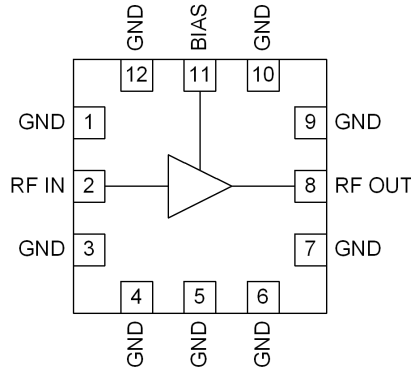 GND
BIAS
GND
12
11
10
GND 1
9 GND
RF IN 2
8 RF OUT
GND 3
7 GND
4
5
6
GND
GND
GND